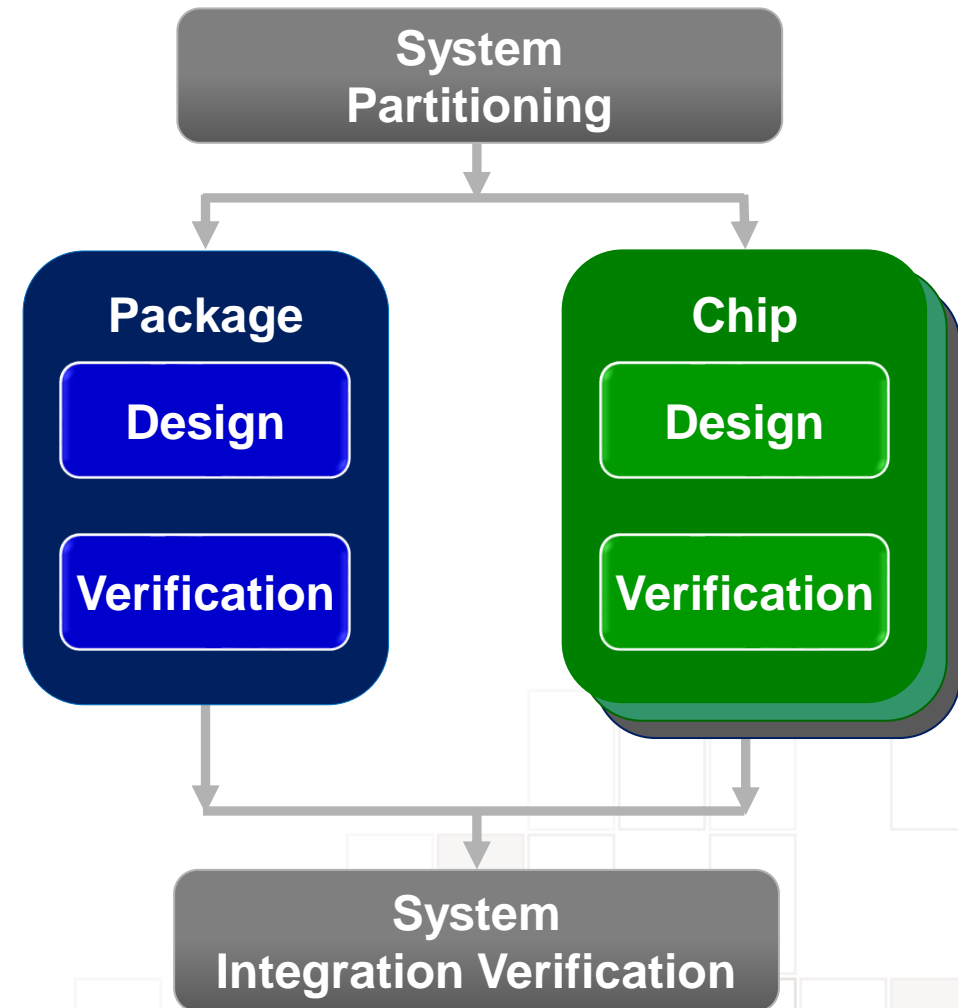 System
Partitioning
Package
Design
Verification
Chip
Design
Verification
System
Integration Verification